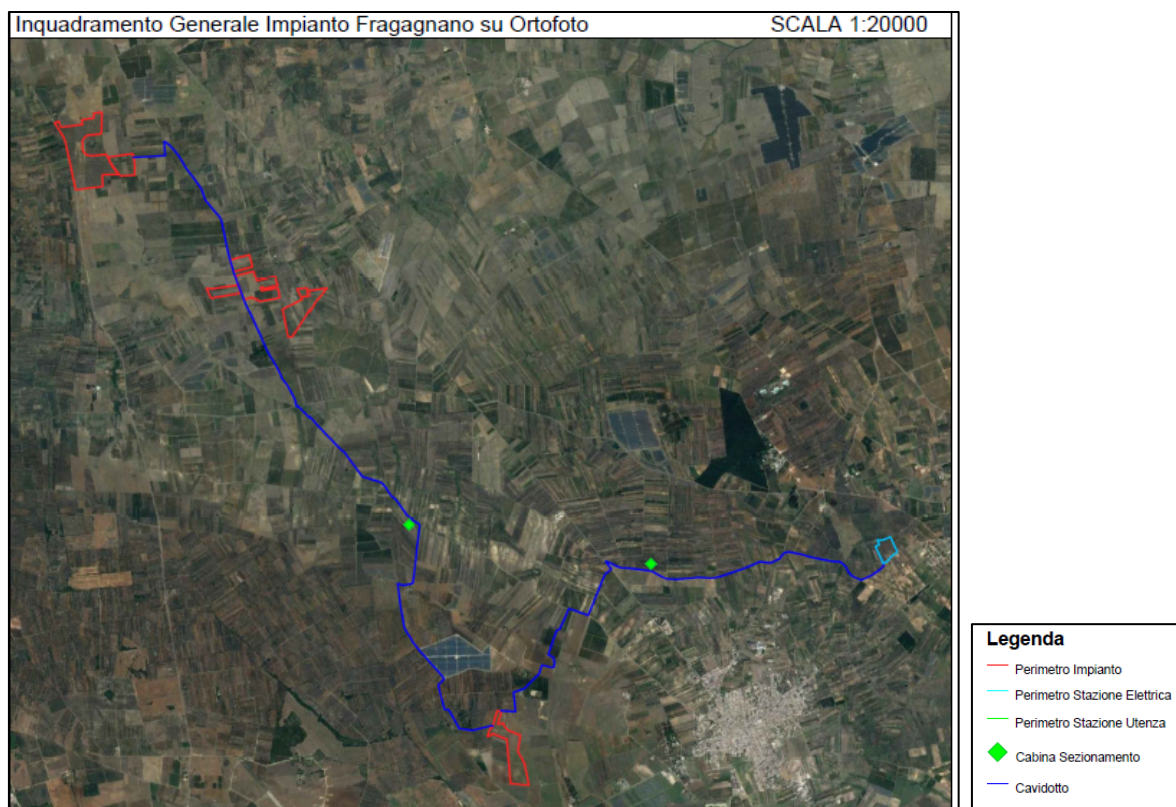 Inquadramento Generale Impianto Fragagnano su Ortofoto SCALA 1:20000
Legenda
Perimetro Impianto
Perimetro Stazione Elettrica
Perimetro Stazione Utenza
Cabina Sezionamento
Cavidotto